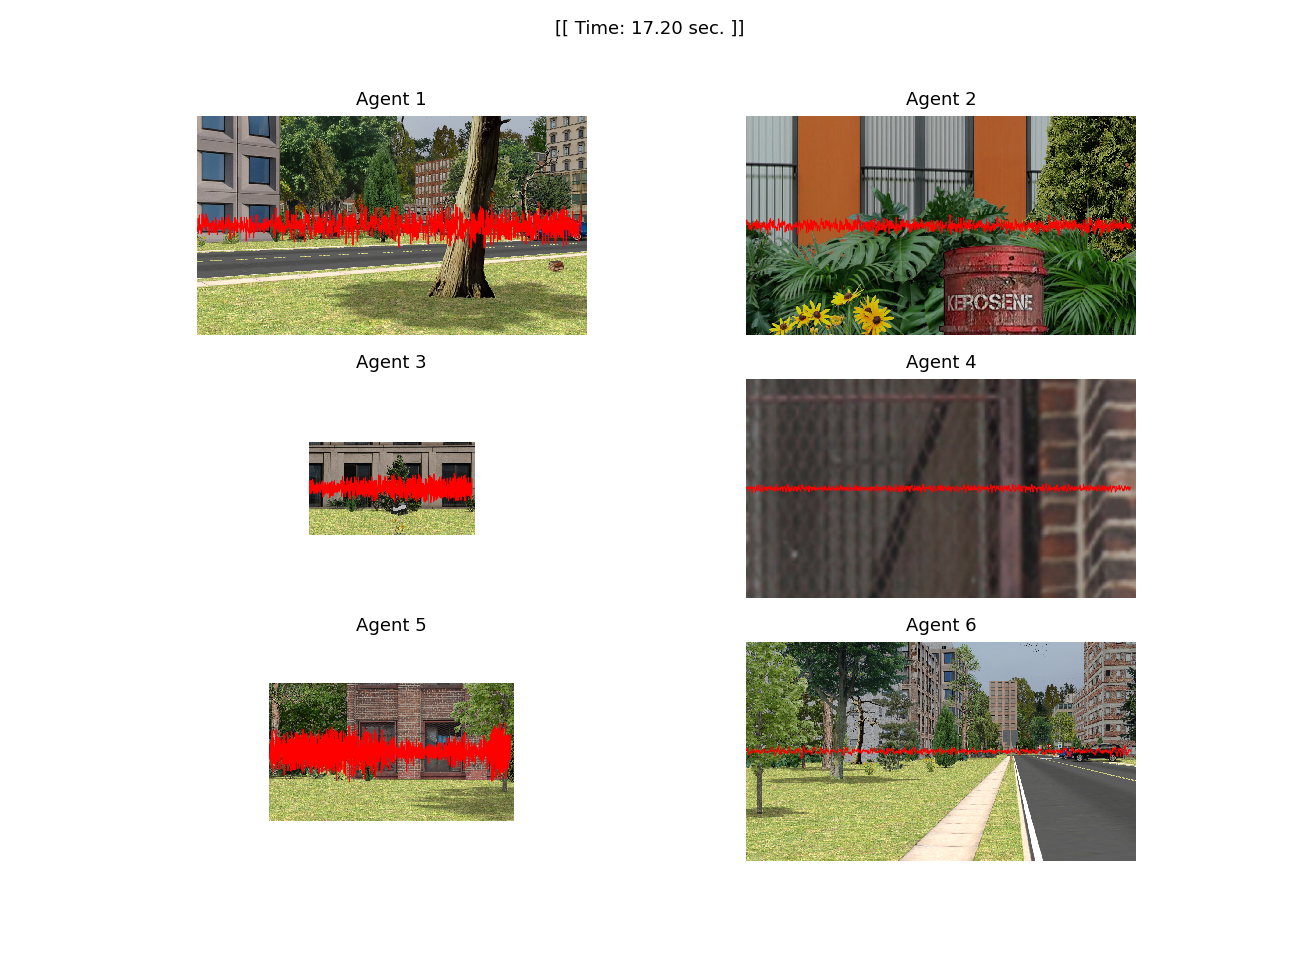 [[ Time: 17.20 sec. ]]
Agent 1
Agent 2
KEROSENE
Agent 3
Agent 4
Agent 5
Agent 6